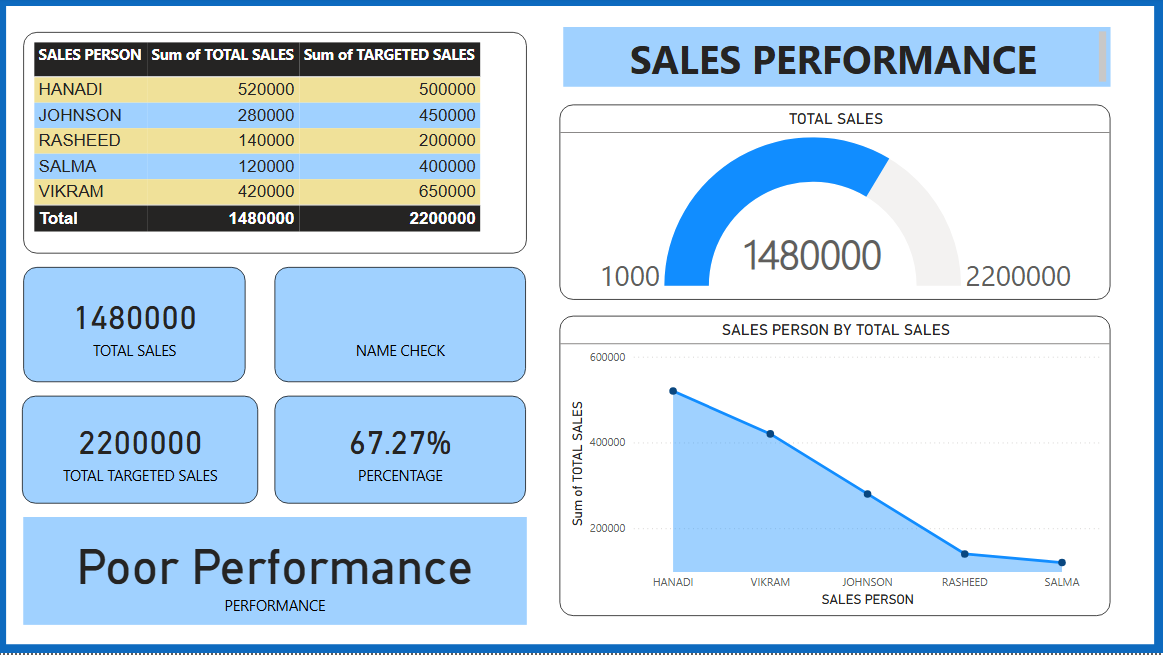 SALES PERSON Sum of TOTAL SALES Sum of TARGETED SALES
HANADI 520000 500000
JOHNSON 280000 450000
RASHEED 140000 200000
SALMA 120000 400000
VIKRAM 420000 650000
Total 1480000 2200000
1480000
TOTAL SALES
NAME CHECK
2200000
TOTAL TARGETED SALES
67.27%
PERCENTAGE
Poor Performance
PERFORMANCE
SALES PERFORMANCE
TOTAL SALES
1480000
1000 2200000
SALES PERSON BY TOTAL SALES
Sum of TOTAL SALES
600000
400000
200000
HANADI VIKRAM JOHNSON RASHEED SALMA
SALES PERSON